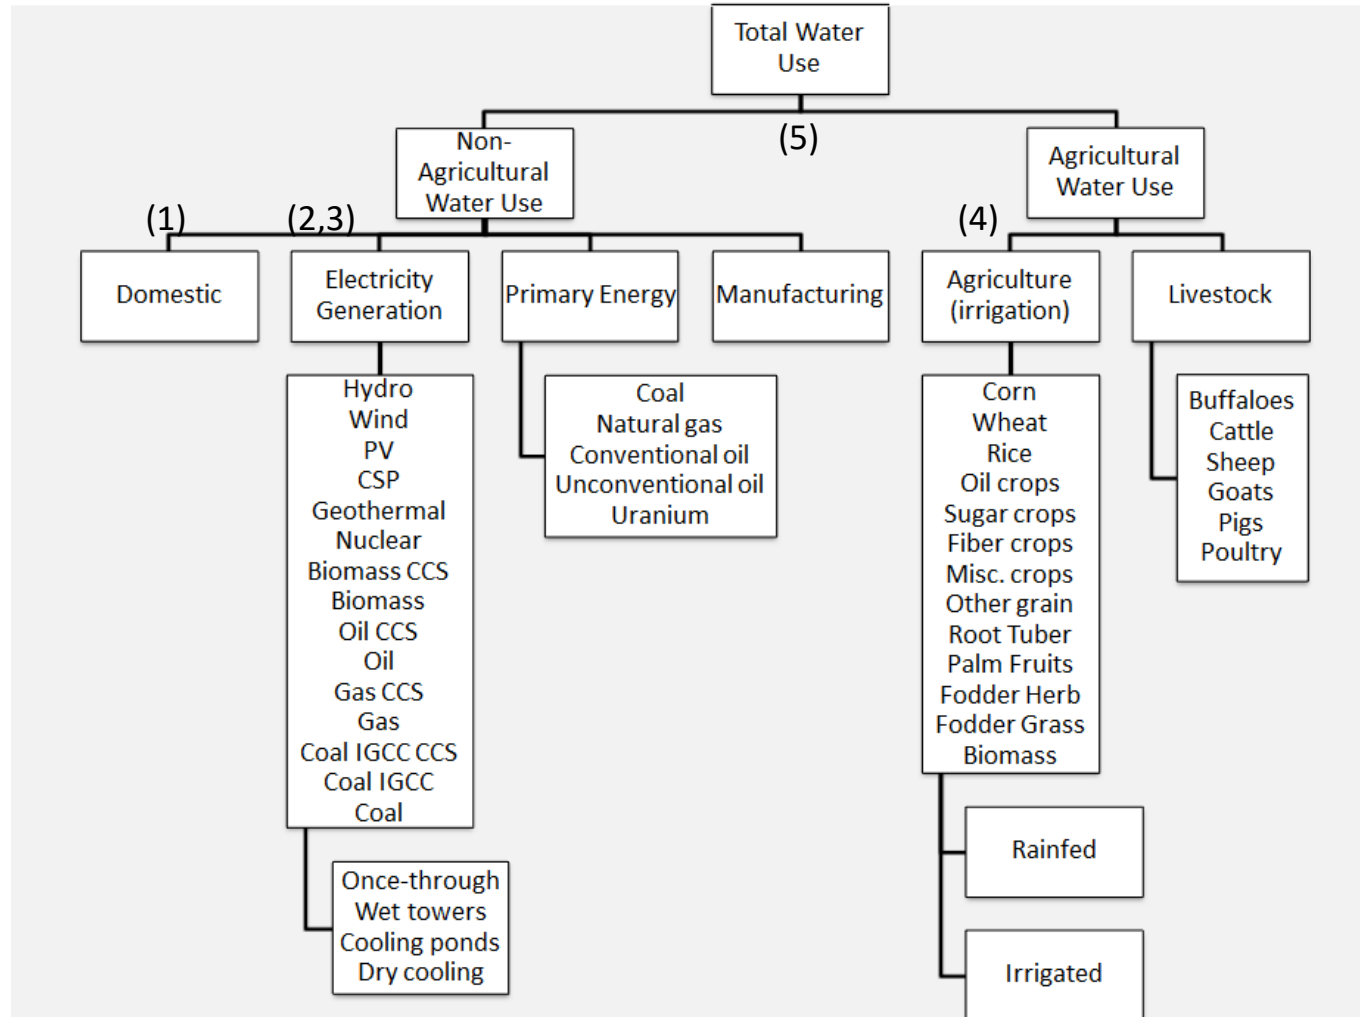 Total Water
Use
(5)
Non-
Agricultural
Water Use
Agricultural
Water Use
(1)
(2,3)
(4)
Domestic
Electricity
Generation
Primary Energy
Manufacturing
Agriculture
(irrigation)
Livestock
Hydro
Wind
PV
CSP
Geothermal
Nuclear
Biomass CCS
Biomass
Oil CCS
Oil
Gas CCS
Gas
Coal IGCC CCS
Coal IGCC
Coal
Once-through
Wet towers
Cooling ponds
Dry cooling
Coal
Natural gas
Conventional oil
Unconventional oil
Uranium
Corn
Wheat
Rice
Oil crops
Sugar crops
Fiber crops
Misc. crops
Other grain
Root Tuber
Palm Fruits
Fodder Herb
Fodder Grass
Biomass
Rainfed
Irrigated
Buffaloes
Cattle
Sheep
Goats
Pigs
Poultry